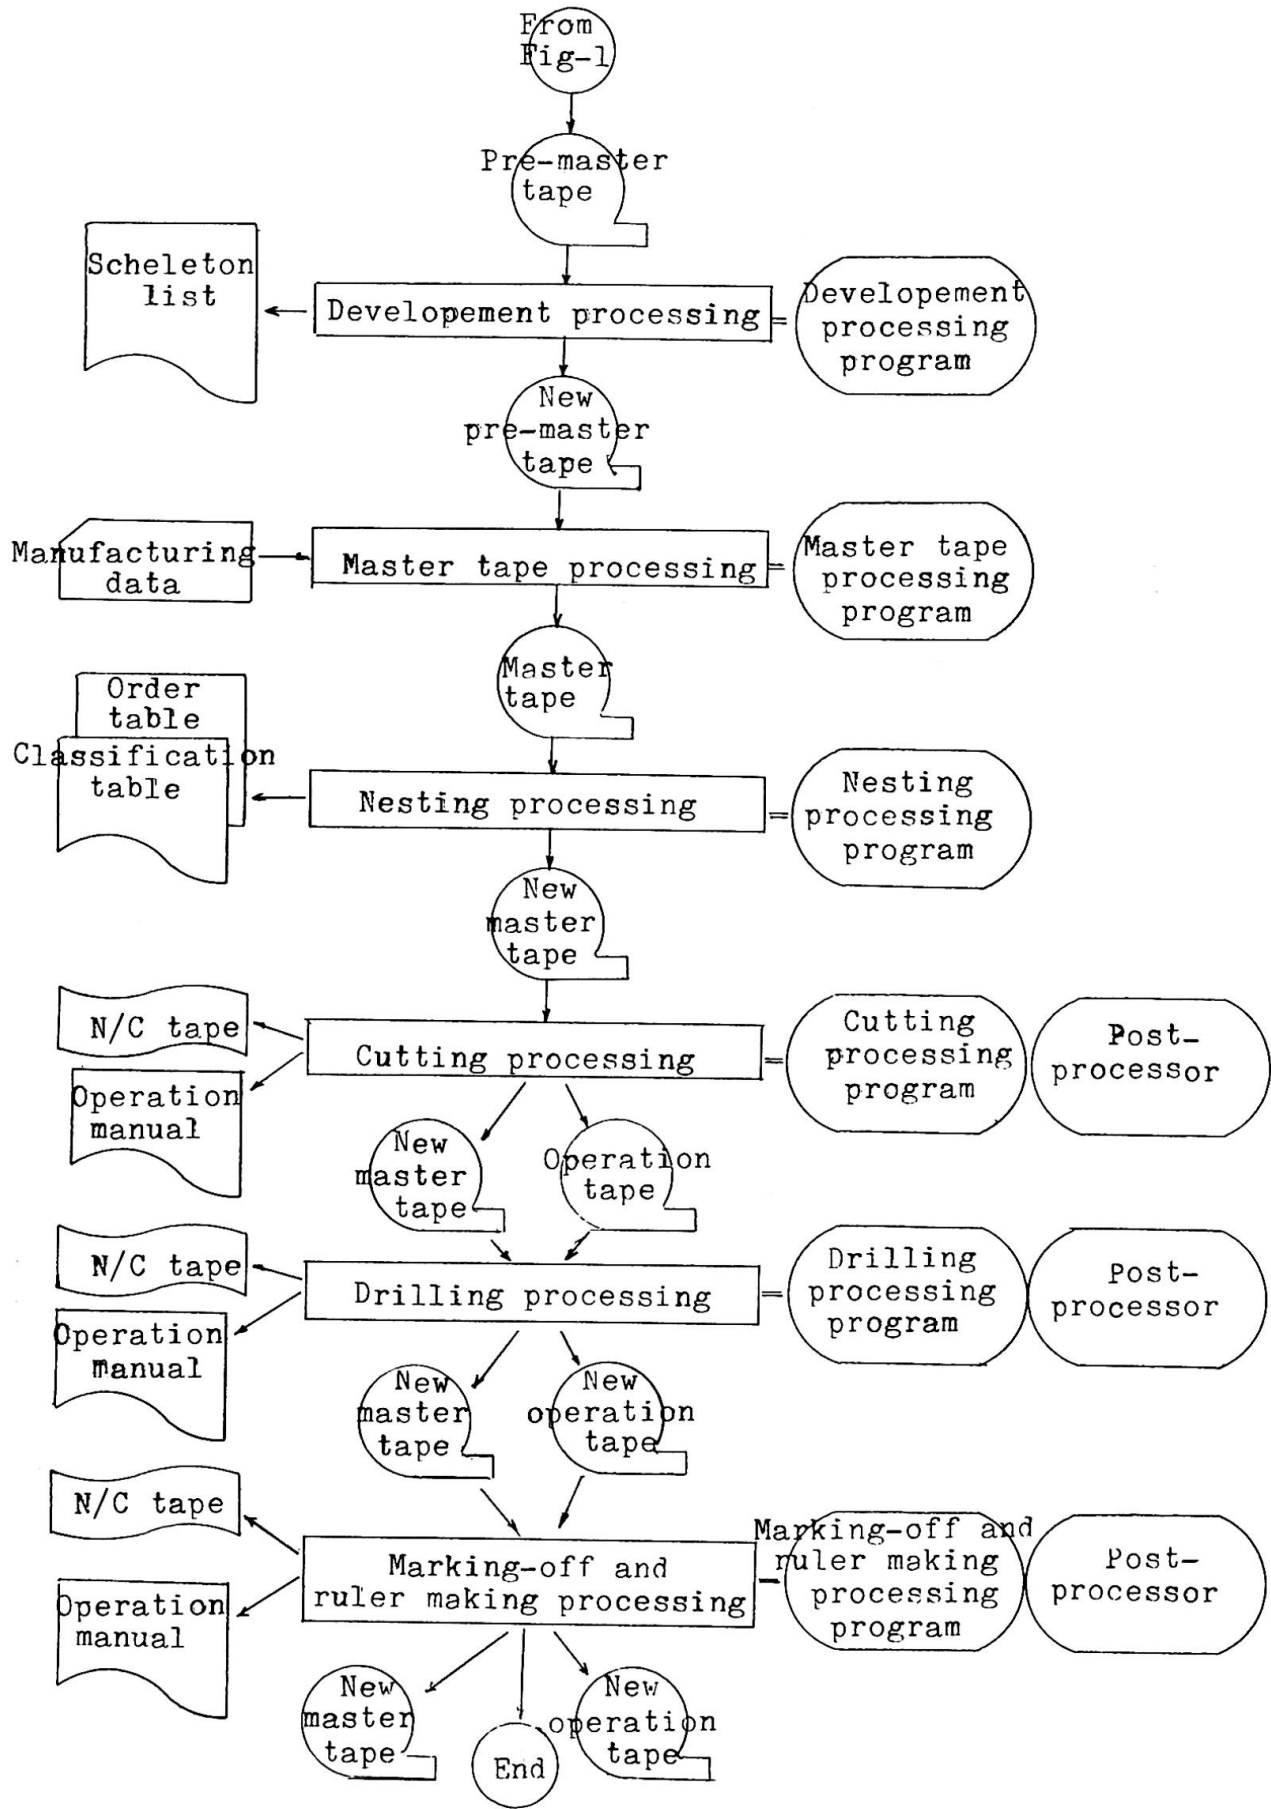 From
Fig-1
Pre-master
tape
Scheleton
list
Developement processing
=
Developement
processing
program
New
pre-master
tape
Manufacturing
data
Master tape processing
=
Master tape
processing
program
Master
tape
Order
table
Classification
table
Nesting processing
=
Nesting
processing
program
New
master
tape
N/C tape
Operation
manual
Cutting processing
=
Cutting
processing
program
Post-
processor
New
master
tape
Operation
tape
N/C tape
Operation
manual
Drilling processing
=
Drilling
processing
program
Post-
processor
New
master
tape
New
operation
tape
N/C tape
Operation
manual
Marking-off and
ruler making processing
Marking-off and
ruler making
processing
program
Post-
processor
New
master
tape
End
New
operation
tape